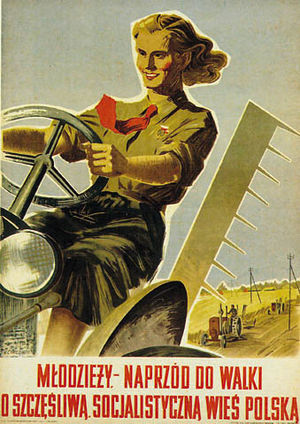 MŁODZIEŻY - NAPRZÓD DO WALKI
O SZCZĘŚLIWĄ, SOCJALISTYCZNĄ WIEŚ POLSKĄ